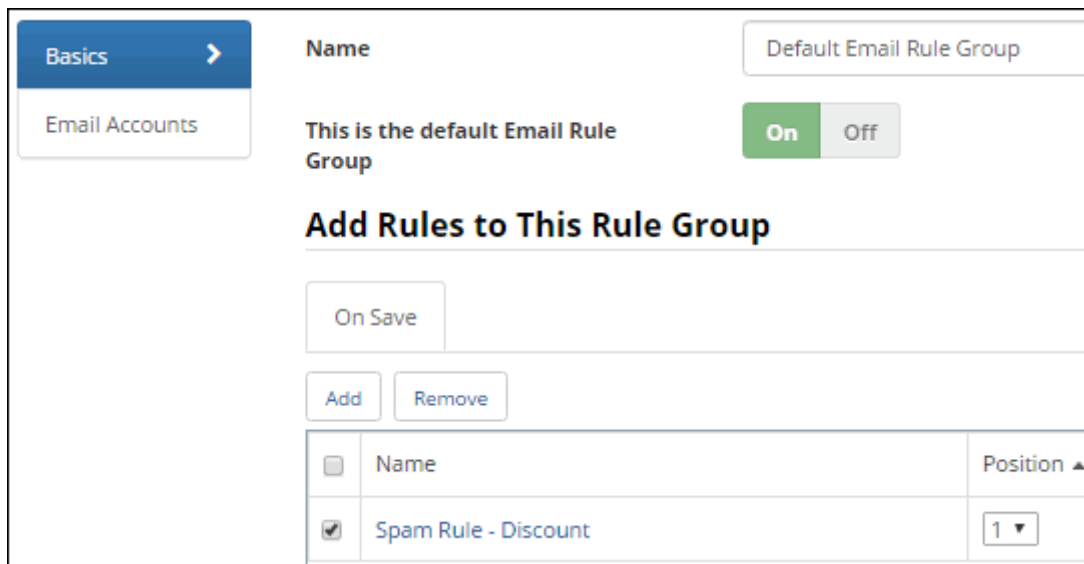 Basics
Email Accounts
Name
Default Email Rule Group
This is the default Email Rule
Group
On Off
Add Rules to This Rule Group
On Save
Add Remove
Name Position
Spam Rule - Discount 1